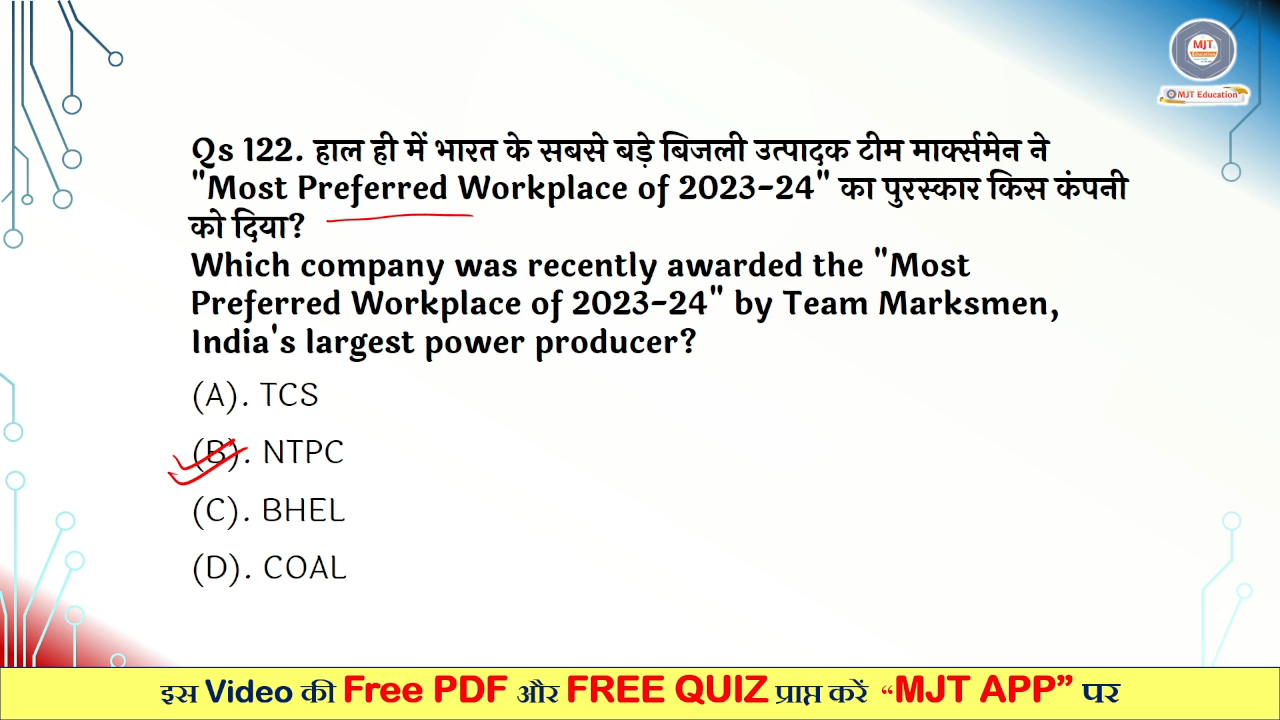 MJT
Education
MJT Education
Qs 122. हाल ही में भारत के सबसे बड़े बिजली उत्पादक टीम मार्क्समेन ने
"Most Preferred Workplace of 2023-24" का पुरस्कार किस कंपनी
को दिया?
Which company was recently awarded the "Most
Preferred Workplace of 2023-24" by Team Marksmen,
India's largest power producer?
(A). TCS
(B). NTPC
(C). BHEL
(D). COAL
इस Video की Free PDF और FREE QUIZ प्राप्त करें “MJT APP” पर